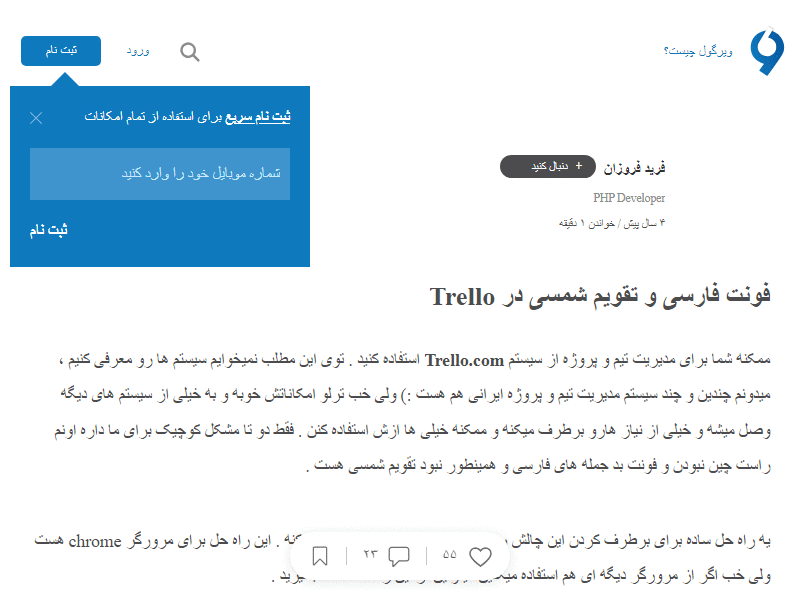 ویرگول چیست؟
ورود
ثبت نام
ثبت نام سریع برای استفاده از تمام امکانات
شماره موبایل خود را وارد کنید
ثبت نام
فرید فروزان
+ دنبال کنید
PHP Developer
۴ سال پیش / خواندن ۱ دقیقه
فونت فارسی و تقویم شمسی در Trello
ممکنه شما برای مدیریت تیم و پروژه از سیستم Trello.com استفاده کنید . توی این مطلب نمیخوایم سیستم ها رو معرفی کنیم ،
میدونم چندین و چند سیستم مدیریت تیم و پروژه ایرانی هم هست :) ولی خب ترلو امکاناتش خوبه و به خیلی از سیستم های دیگه
وصل میشه و خیلی از نیاز هارو برطرف میکنه و ممکنه خیلی ها ازش استفاده کنن . فقط دو تا مشکل کوچیک برای ما داره اونم
راست چین نبودن و فونت بد جمله های فارسی و همینطور نبود تقویم شمسی هست .
یه راه حل ساده برای برطرف کردن این چالش . این راه حل برای مرورگر chrome هست
ولی خب اگر از مرورگر دیگه ای هم استفاده .
۵۵
۲۳